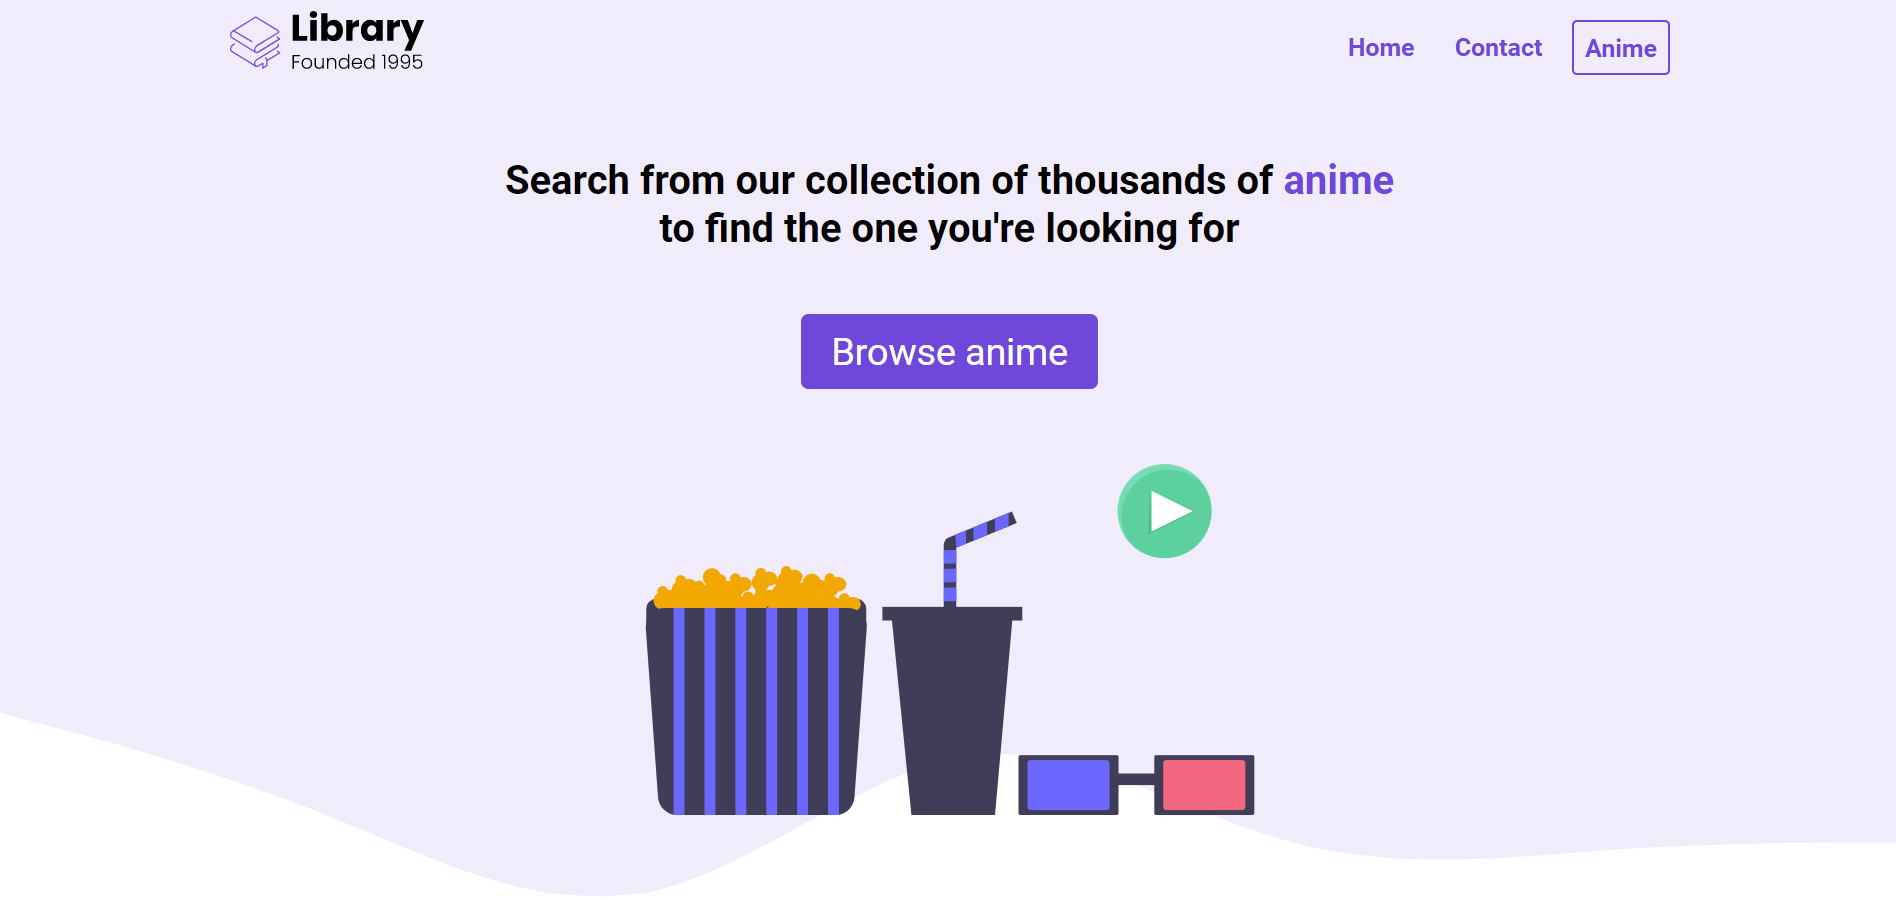 Library
Founded 1995
Home
Contact
Anime
Search from our collection of thousands of anime
to find the one you're looking for
Browse anime